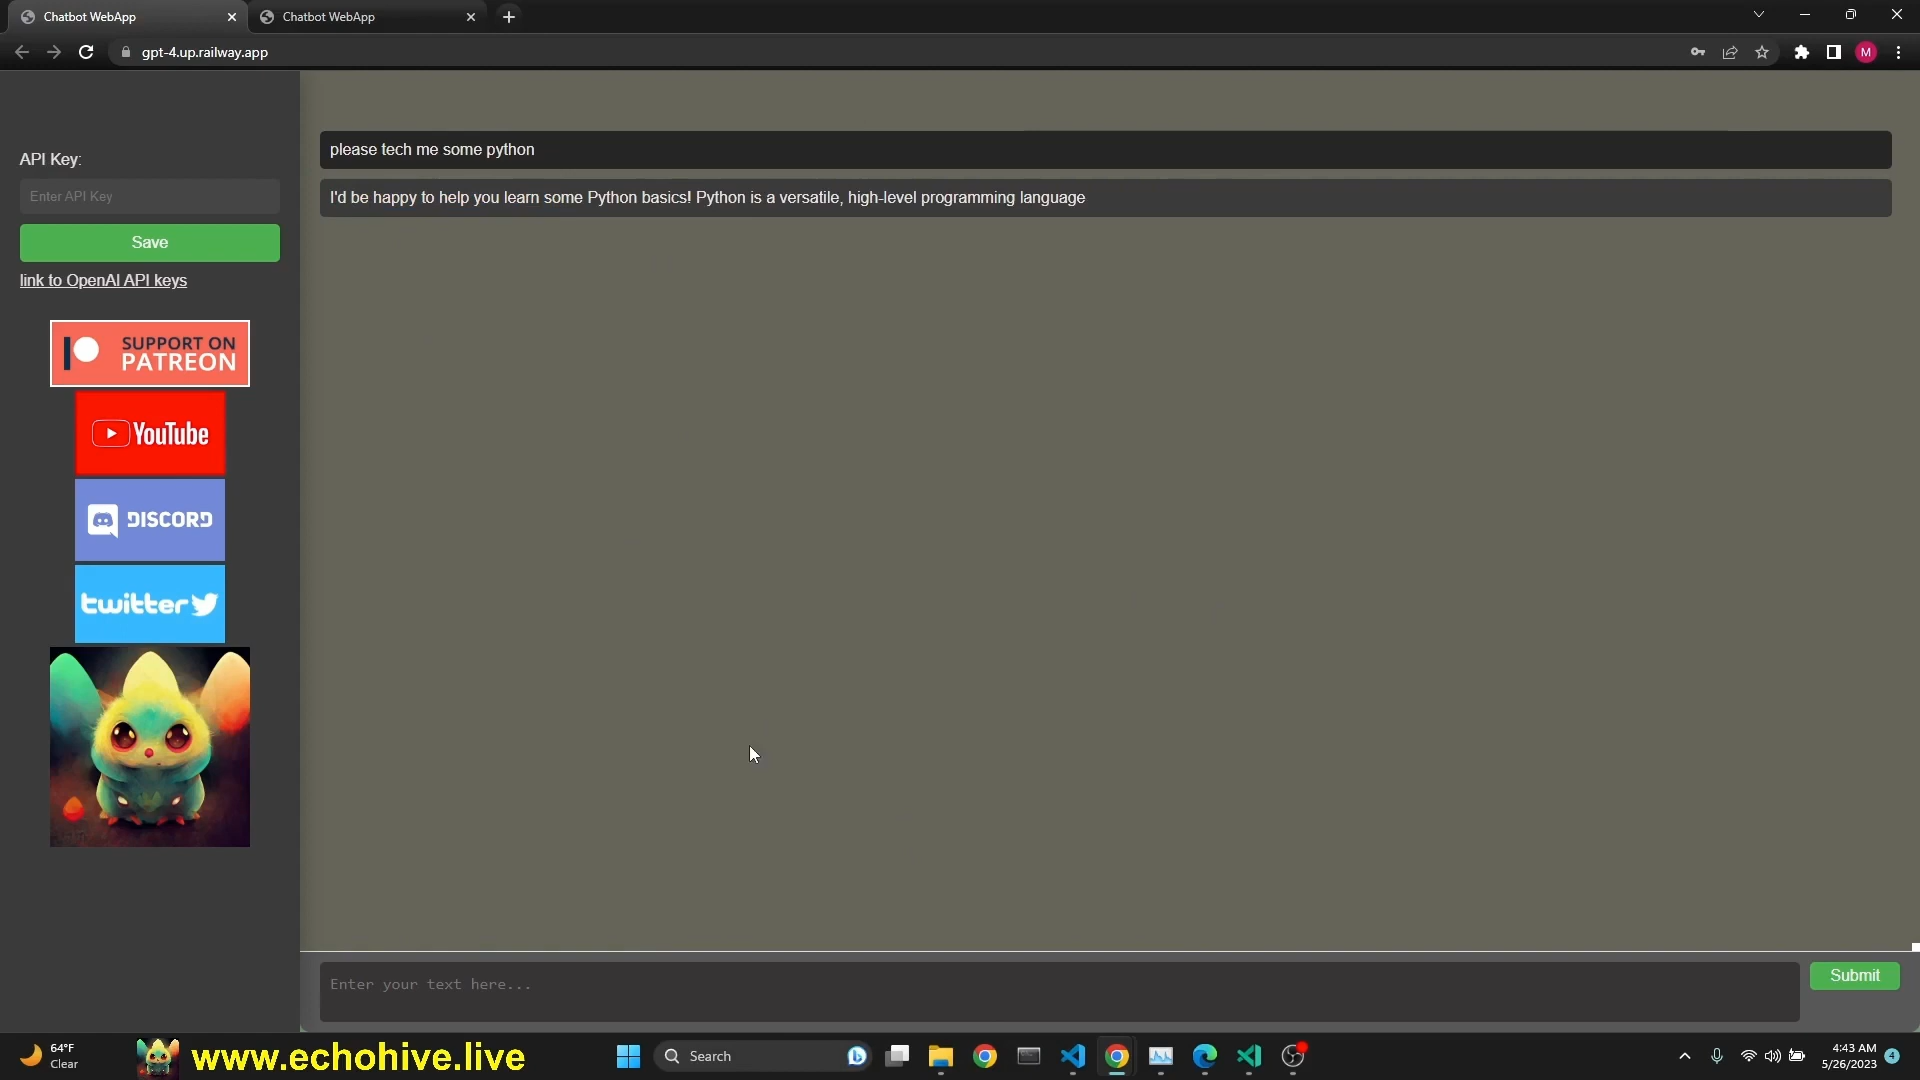 Chatbot WebApp
Chatbot WebApp
gpt-4.up.railway.app
M
API Key:
Enter API Key
Save
link to OpenAI API keys
SUPPORT ON
PATREON
YouTube
DISCORD
twitter
please tech me some python
I'd be happy to help you learn some Python basics! Python is a versatile, high-level programming language
Enter your text here...
Submit
64°F
Clear
www.echohive.live
Search
4:43 AM
5/26/2023
4